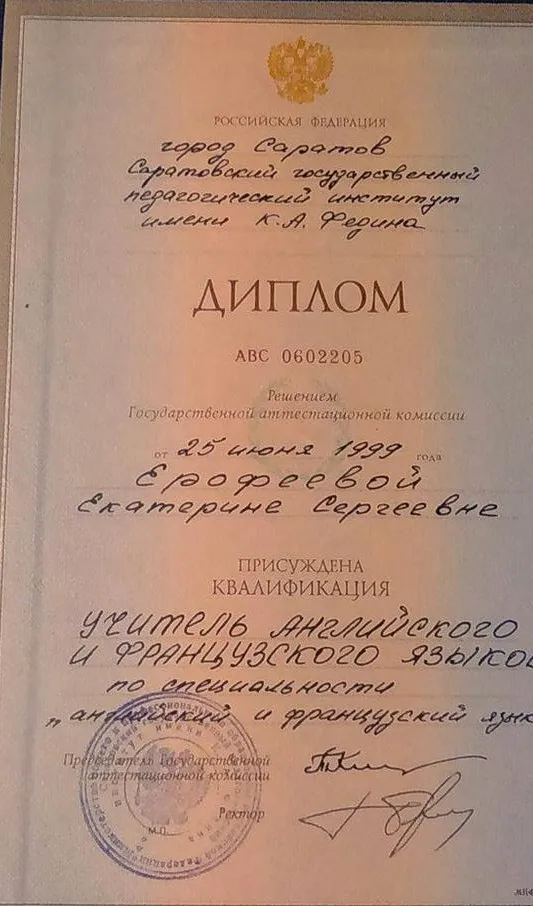 РОССИЙСКАЯ ФЕДЕРАЦИЯ
город Саратов
Саратовский государственный
педагогический институт
имени К.А. Федина
ДИПЛОМ
АВС 0602205
Решением
Государственной аттестационной комиссии
от 25 июня 1999 года
Ерофеевой
Екатерине Сергеевне
ПРИСУЖДЕНА
КВАЛИФИКАЦИЯ
УЧИТЕЛЬ АНГЛИЙСКОГО
И ФРАНЦУЗСКОГО ЯЗЫКОВ
по специальности
„английский и французский язык
Председатель Государственной
аттестационной комиссии
Ректор
М.П.